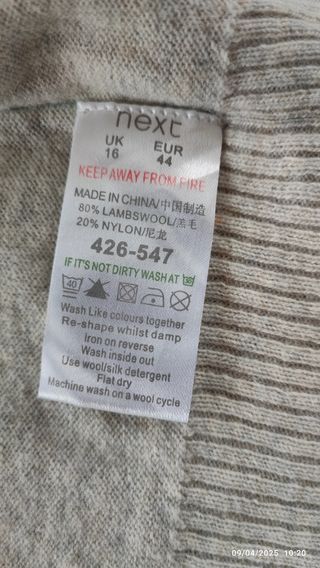 next
UK EUR
16 44
KEEP AWAY FROM FIRE
MADE IN CHINA/中国制造
80% LAMBSWOOL/羊毛
20% NYLON/尼龙
426-547
IF IT'S NOT DIRTY WASH AT 30
40
Wash Like colours together
Re-shape whilst damp
Iron on reverse
Wash inside out
Use wool/silk detergent
Flat dry
Machine wash on a wool cycle
09/04/2025 10:20